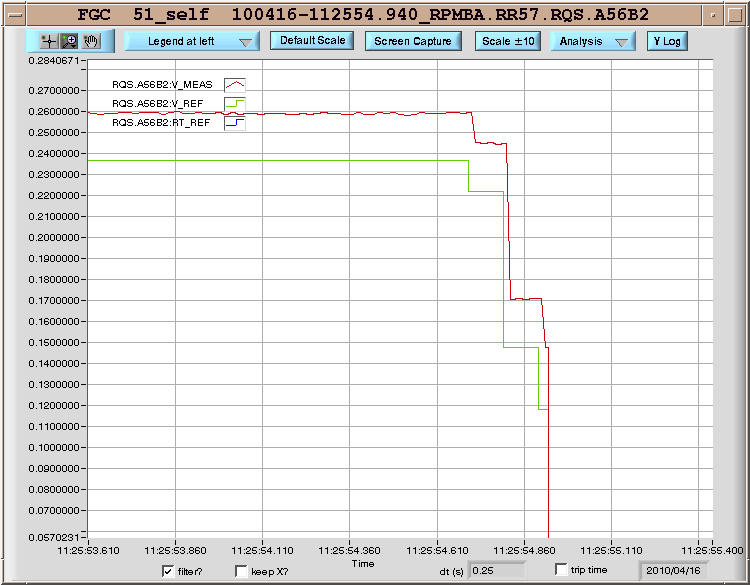 FGC 51_self 100416-112554.940_RPMBA.RR57.RQS.A56B2
Legend at left Default Scale Screen Capture Scale ±10 Analysis Y Log
0.2840671
0.2700000
0.2600000
0.2500000
0.2400000
0.2300000
0.2200000
0.2100000
0.2000000
0.1900000
0.1800000
0.1700000
0.1600000
0.1500000
0.1400000
0.1300000
0.1200000
0.1100000
0.1000000
0.0900000
0.0800000
0.0700000
0.0570231
RQS.A56B2:V_MEAS
RQS.A56B2:V_REF
RQS.A56B2:RT_REF
11:25:53.610 11:25:53.860 11:25:54.110 11:25:54.360 11:25:54.610 11:25:54.860 11:25:55.110 11:25:55.400
Time
filter? keep X? dt (s) 0.25 trip time 2010/04/16